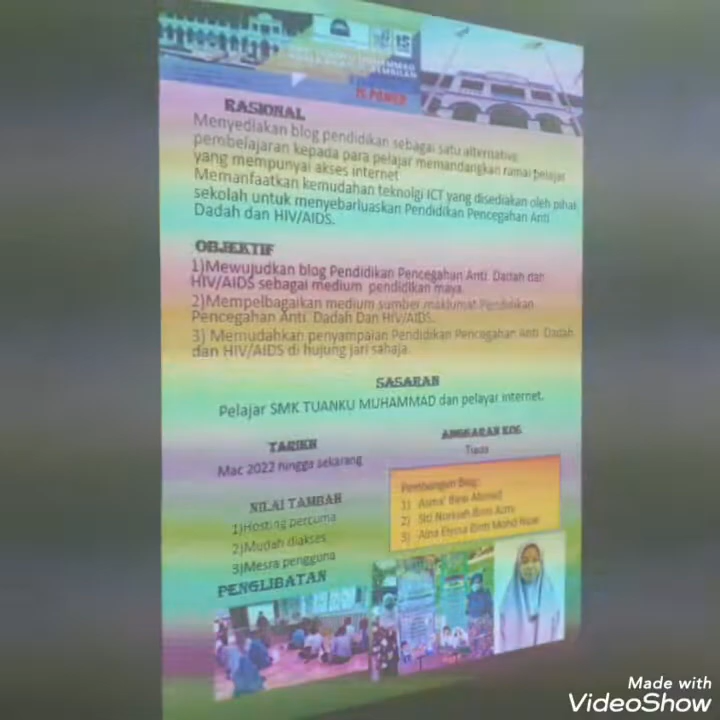 RASIONAL
Menyediakan blog pendidikan sebagai satu alternative
pembelajaran kepada para pelajar memandangkan ramai pelajar
yang mempunyai akses internet
Memanfaatkan kemudahan teknolgi ICT yang disediakan oleh pihak
sekolah untuk menyebarluaskan Pendidikan Pencegahan Anti
Dadah dan HIV/AIDS.
OBJEKTIF
1)Mewujudkan blog Pendidikan Pencegahan Anti Dadah dan
HIV/AIDS sebagai medium pendidikan maya.
2)Mempelbagaikan medium sumber maklumat Pendidikan
Pencegahan Anti Dadah Dan HIV/AIDS.
3) Memudahkan penyampaian Pendidikan Pencegahan Anti Dadah
dan HIV/AIDS di hujung jari sahaja.
SASARAN
Pelajar SMK TUANKU MUHAMMAD dan pelayar internet.
TARIKH
Mac 2022 hingga sekarang
ANGGARAN KOS
Tiada
NILAI TAMBAH
1)Hosting percuma
2)Mudah diakses
3)Mesra pengguna
Pembangun Blog:
1) Asma' Binti Ahmad
2) Siti Norsyah Binti Azmi
3) Aina Elyssa Binti Mohd
PENGLIBATAN
Made with
VideoShow